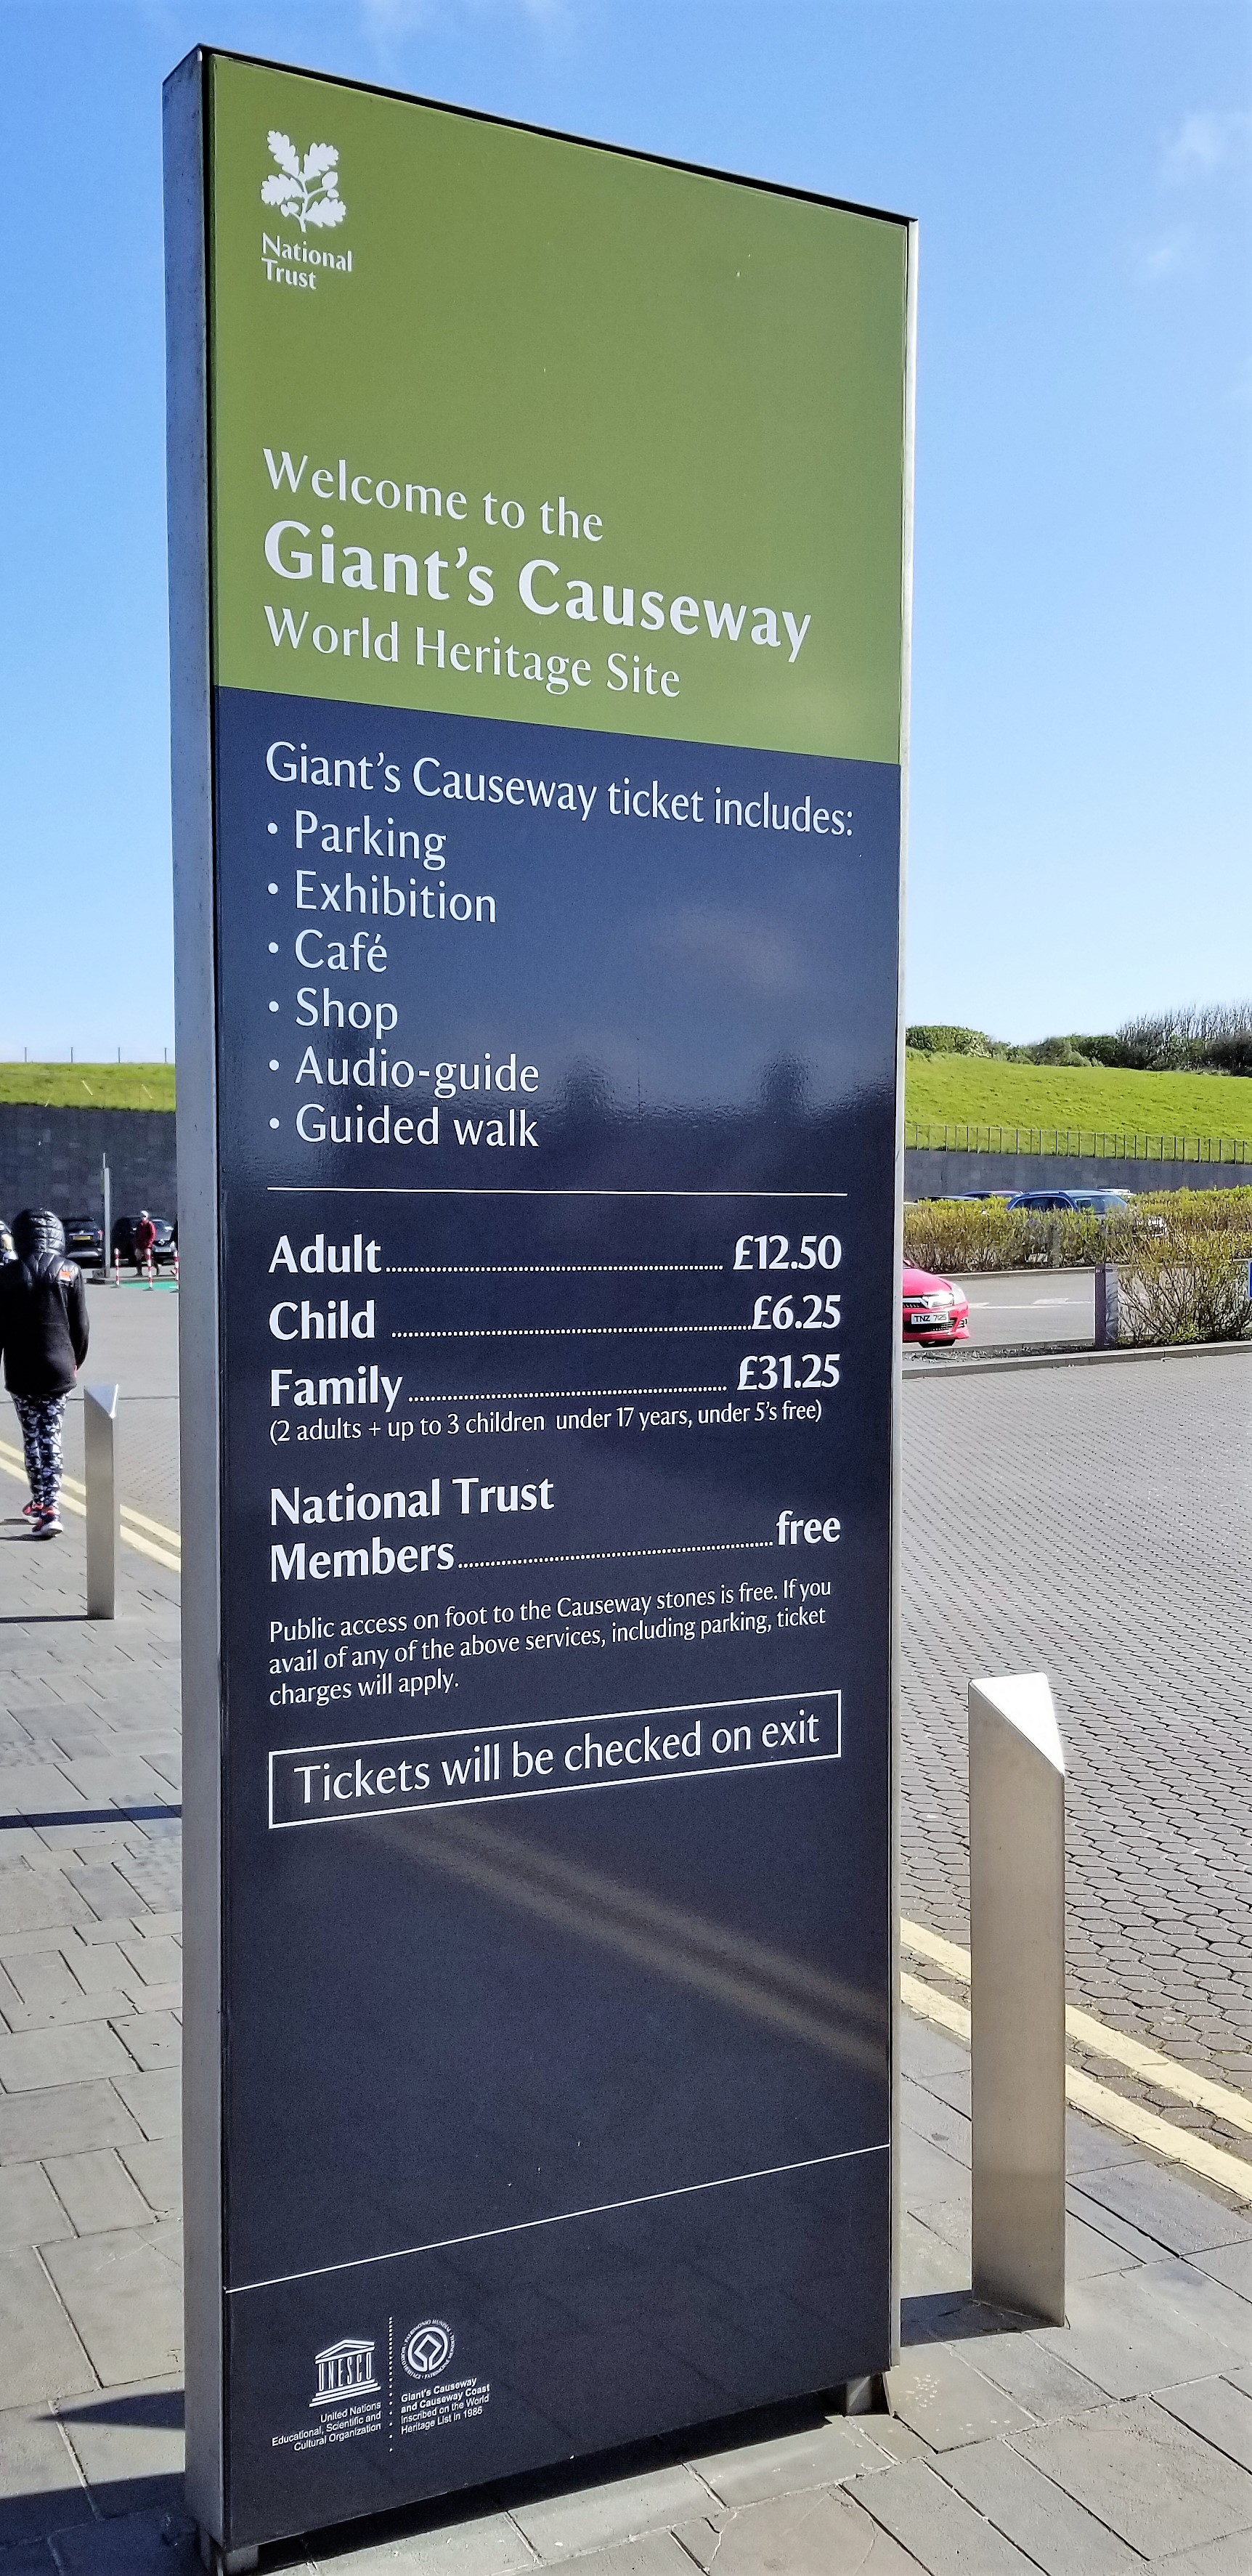 National
Trust
Welcome to the
Giant's Causeway
World Heritage Site
Giant's Causeway ticket includes:
• Parking
• Exhibition
• Café
• Shop
• Audio-guide
• Guided walk
Adult........................ £12.50
Child ........................£6.25
Family........................ £31.25
(2 adults + up to 3 children under 17 years, under 5's free)
National Trust
Members........................free
Public access on foot to the Causeway stones is free. If you
avail of any of the above services, including parking, ticket
charges will apply.
Tickets will be checked on exit
UNESCO
United Nations
Educational, Scientific and
Cultural Organization
Giant's Causeway
and Causeway Coast
inscribed on the World
Heritage List in 1986